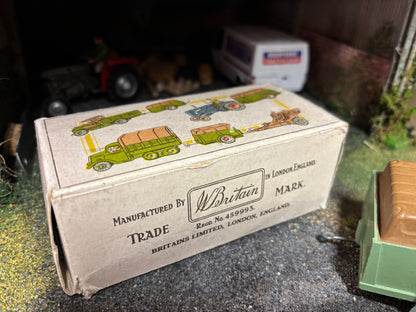 MANUFACTURED BY W. Britain IN LONDON ENGLAND.
TRADE REGD. No. 459993. MARK.
BRITAINS LIMITED, LONDON, ENGLAND.